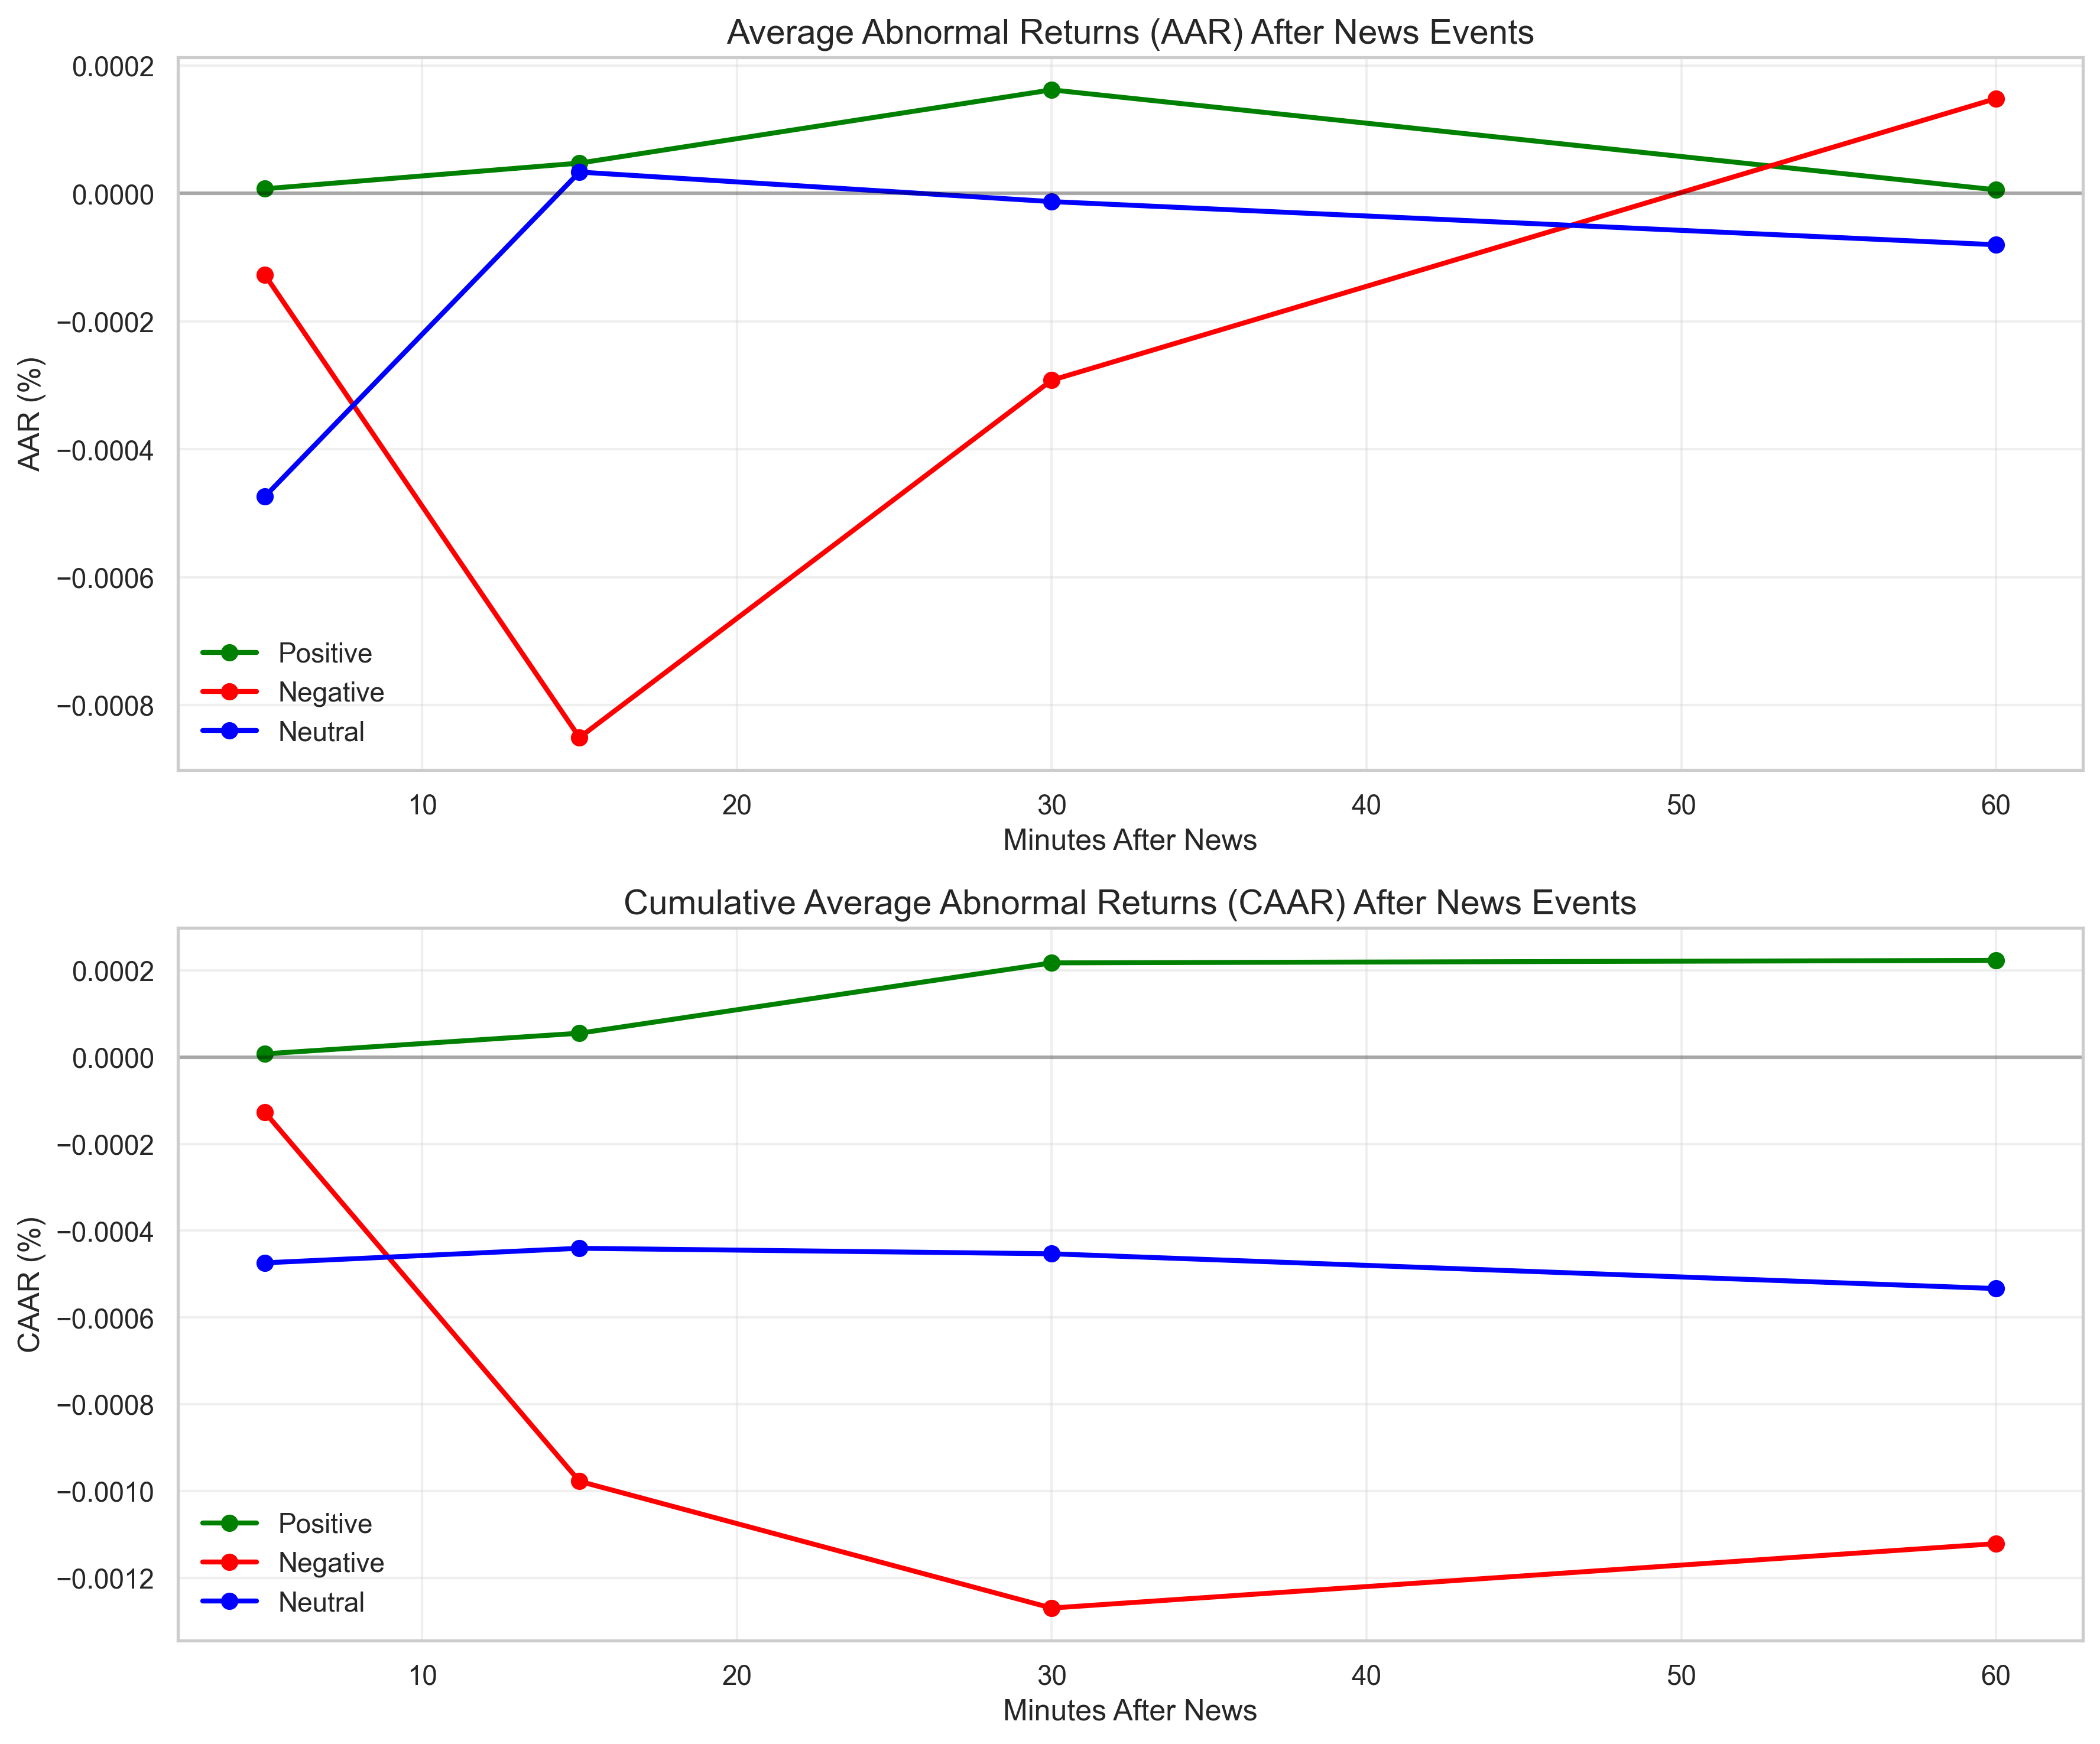 Average Abnormal Returns (AAR) After News Events
0.0002
0.0000
−0.0002
−0.0004
−0.0006
−0.0008
AAR (%)
Positive
Negative
Neutral
10 20 30 40 50 60
Minutes After News
Cumulative Average Abnormal Returns (CAAR) After News Events
0.0002
0.0000
−0.0002
−0.0004
−0.0006
−0.0008
−0.0010
−0.0012
CAAR (%)
Positive
Negative
Neutral
10 20 30 40 50 60
Minutes After News